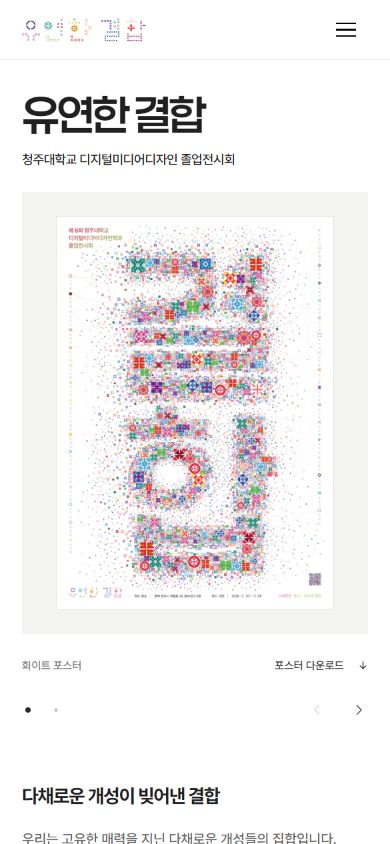 유연한 결합
유연한 결합
청주대학교 디지털미디어디자인 졸업전시회
제 6회 청주대학교
디지털미디어디자인학과
졸업전시회
유연한 결합
화이트 포스터
포스터 다운로드
다채로운 개성이 빚어낸 결합
우리는 고유한 매력을 지닌 다채로운 개성들의 집합입니다.